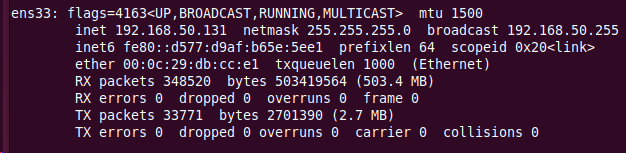 ens33: flags=4163<UP,BROADCAST,RUNNING,MULTICAST>  mtu 1500
        inet 192.168.50.131  netmask 255.255.255.0  broadcast 192.168.50.255
        inet6 fe80::d577:d9af:b65e:5ee1  prefixlen 64  scopeid 0x20<link>
        ether 00:0c:29:db:cc:e1  txqueuelen 1000  (Ethernet)
        RX packets 348520  bytes 503419564 (503.4 MB)
        RX errors 0  dropped 0  overruns 0  frame 0
        TX packets 33771  bytes 2701390 (2.7 MB)
        TX errors 0  dropped 0 overruns 0  carrier 0  collisions 0